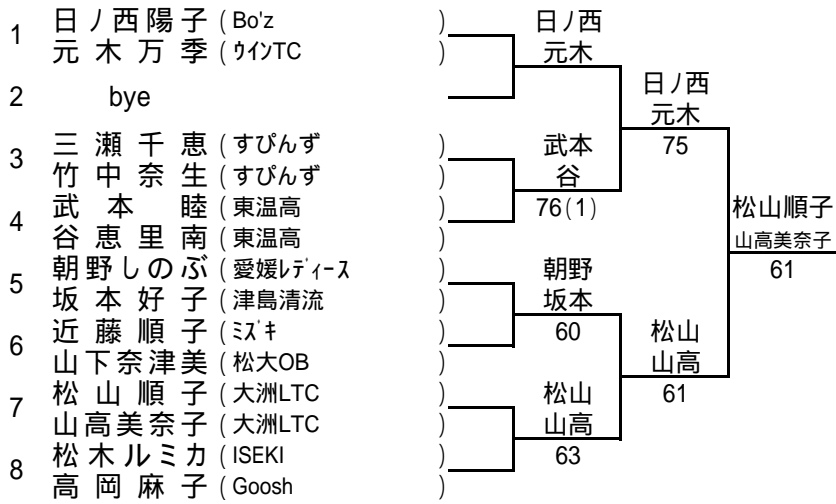 1 日ノ西陽子 ( Bo'z )
元木万季 ( ｳｲﾝTC )
2 bye
3 三瀬千恵 ( すぴんず )
竹中奈生 ( すぴんず )
4 武本睦 ( 東温高 )
谷恵里南 ( 東温高 )
5 朝野しのぶ ( 愛媛ﾚﾃﾞｨｰｽ )
坂本好子 ( 津島清流 )
6 近藤順子 ( ﾐｽﾞｷ )
山下奈津美 ( 松大OB )
7 松山順子 ( 大洲LTC )
山高美奈子 ( 大洲LTC )
8 松木ルミカ ( ISEKI )
高岡麻子 ( Goosh )
日ノ西
元木
武本
谷
76(1)
朝野
坂本
60
松山
山高
63
日ノ西
元木
75
松山
山高
61
松山順子
山高美奈子
61